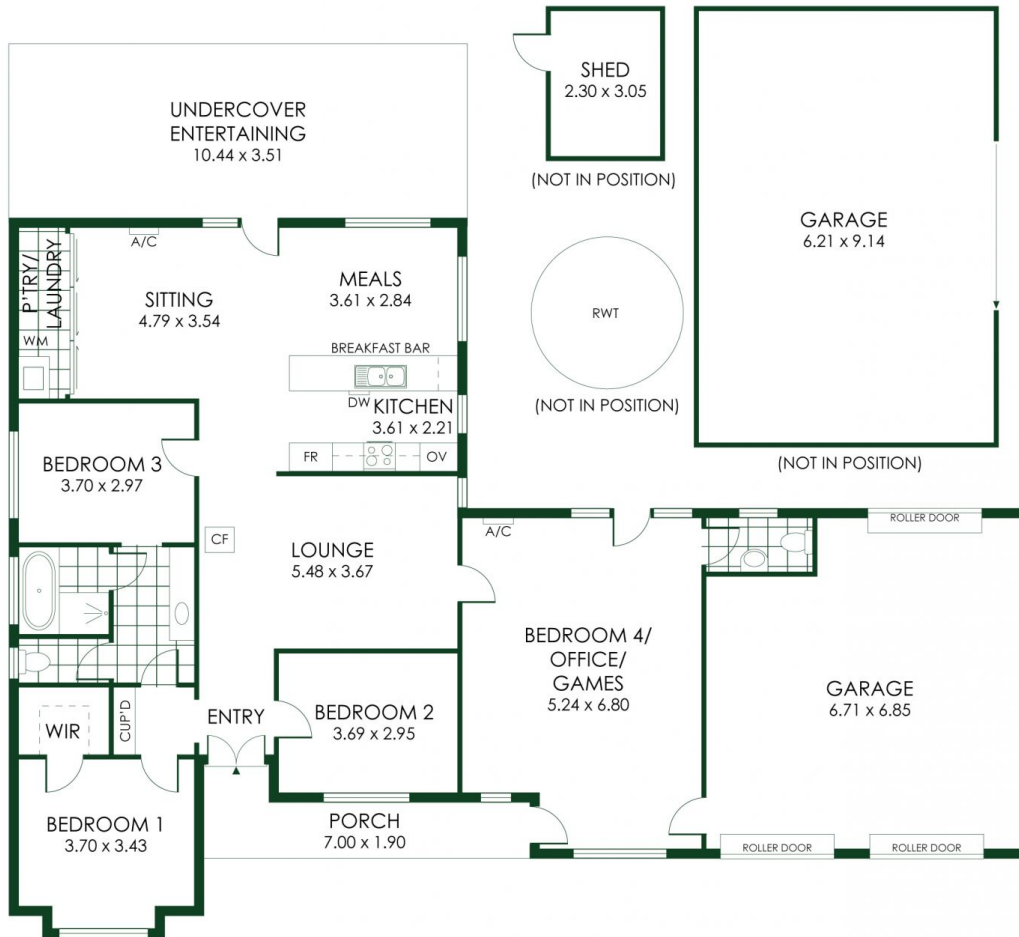 SHED
2.30 x 3.05
(NOT IN POSITION)
UNDERCOVER
ENTERTAINING
10.44 x 3.51
GARAGE
6.21 x 9.14
(NOT IN POSITION)
A/C
P'TRY/
LAUNDRY
WM
SITTING
4.79 x 3.54
MEALS
3.61 x 2.84
BREAKFAST BAR
DW
KITCHEN
3.61 x 2.21
FR
OV
RWT
(NOT IN POSITION)
BEDROOM 3
3.70 x 2.97
CF
LOUNGE
5.48 x 3.67
A/C
ROLLER DOOR
BEDROOM 4/
OFFICE/
GAMES
5.24 x 6.80
GARAGE
6.71 x 6.85
WIR
CUP'D
ENTRY
BEDROOM 2
3.69 x 2.95
BEDROOM 1
3.70 x 3.43
PORCH
7.00 x 1.90
ROLLER DOOR
ROLLER DOOR